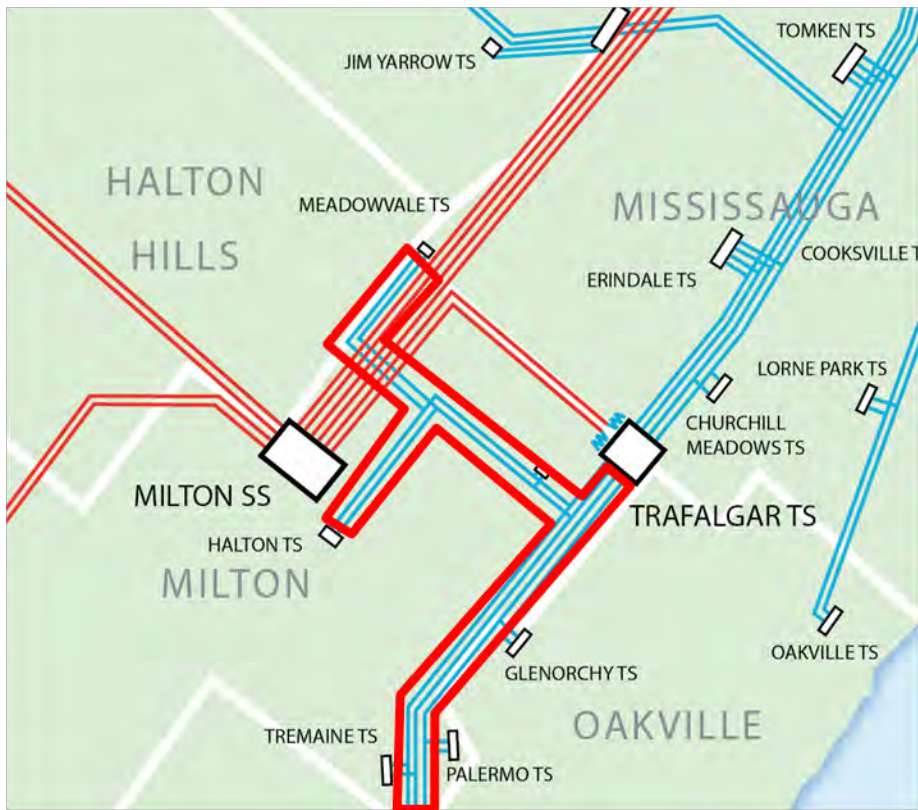 TOMKEN TS
JIM YARROW TS
HALTON
HILLS
MEADOWVALE TS
MISSISSAUGA
COOKSVILLE T
ERINDALE TS
LORNE PARK TS
CHURCHILL
MEADOWS TS
MILTON SS
TRAFALGAR TS
HALTON TS
MILTON
OAKVILLE TS
GLENORCHY TS
OAKVILLE
TREMAINE TS
PALERMO TS